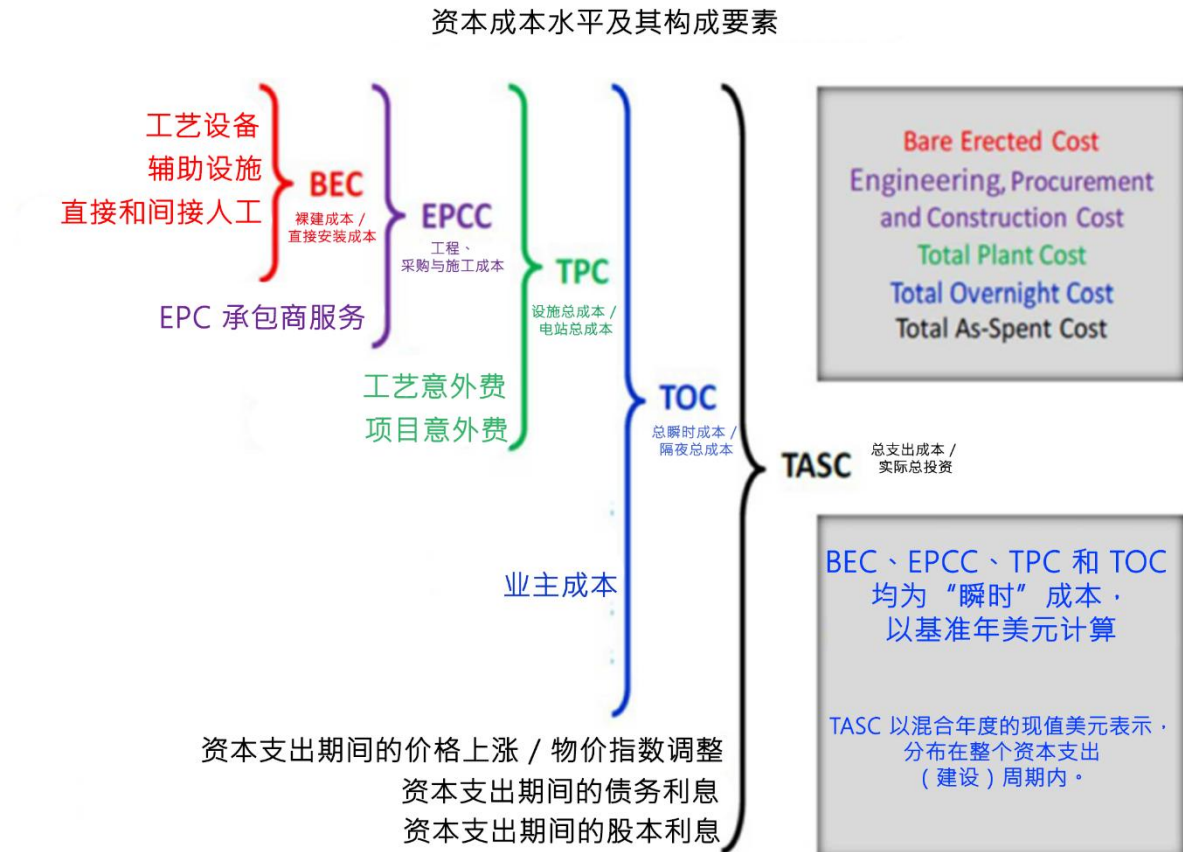 资本成本水平及其构成要素
工艺设备
辅助设施
直接和间接人工
BEC
裸建成本 /
直接安装成本
EPC 承包商服务
EPCC
工程、
采购与施工成本
工艺意外费
项目意外费
TPC
设施总成本 /
电站总成本
业主成本
TOC
总瞬时成本 /
隔夜总成本
资本支出期间的价格上涨 / 物价指数调整
资本支出期间的债务利息
资本支出期间的股本利息
TASC
总支出成本 /
实际总投资
Bare Erected Cost
Engineering, Procurement
and Construction Cost
Total Plant Cost
Total Overnight Cost
Total As-Spent Cost
BEC、EPCC、TPC 和 TOC
均为“瞬时”成本，
以基准年美元计算
TASC 以混合年度的现值美元表示，
分布在整个资本支出
（建设）周期内。